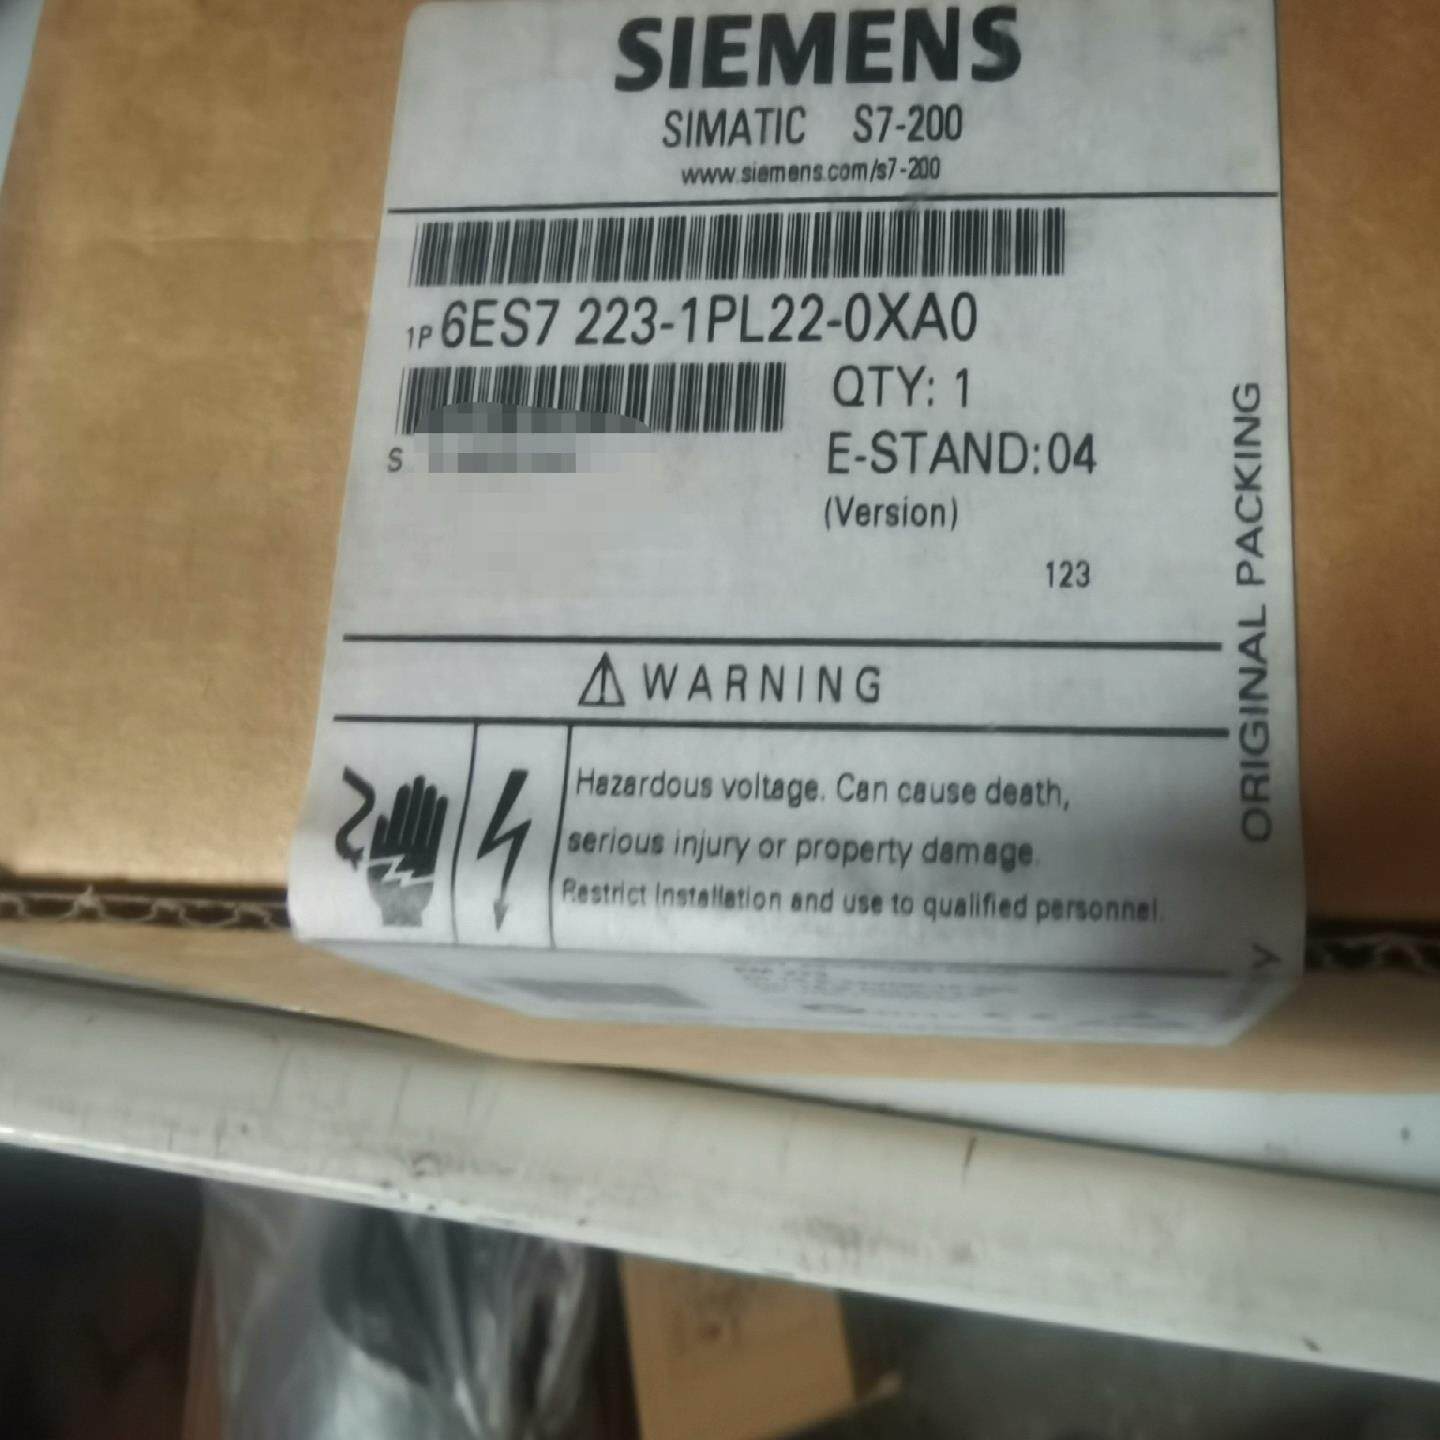 SIEMENS
SIMATIC S7-200
www.siemens.com/s7-200
1P 6ES7 223-1PL22-0XA0
QTY: 1
S
E-STAND:04
(Version)
123
ORIGINAL PACKING
WARNING
Hazardous voltage. Can cause death,
serious injury or property damage.
Restrict Installation and use to qualified personnel.